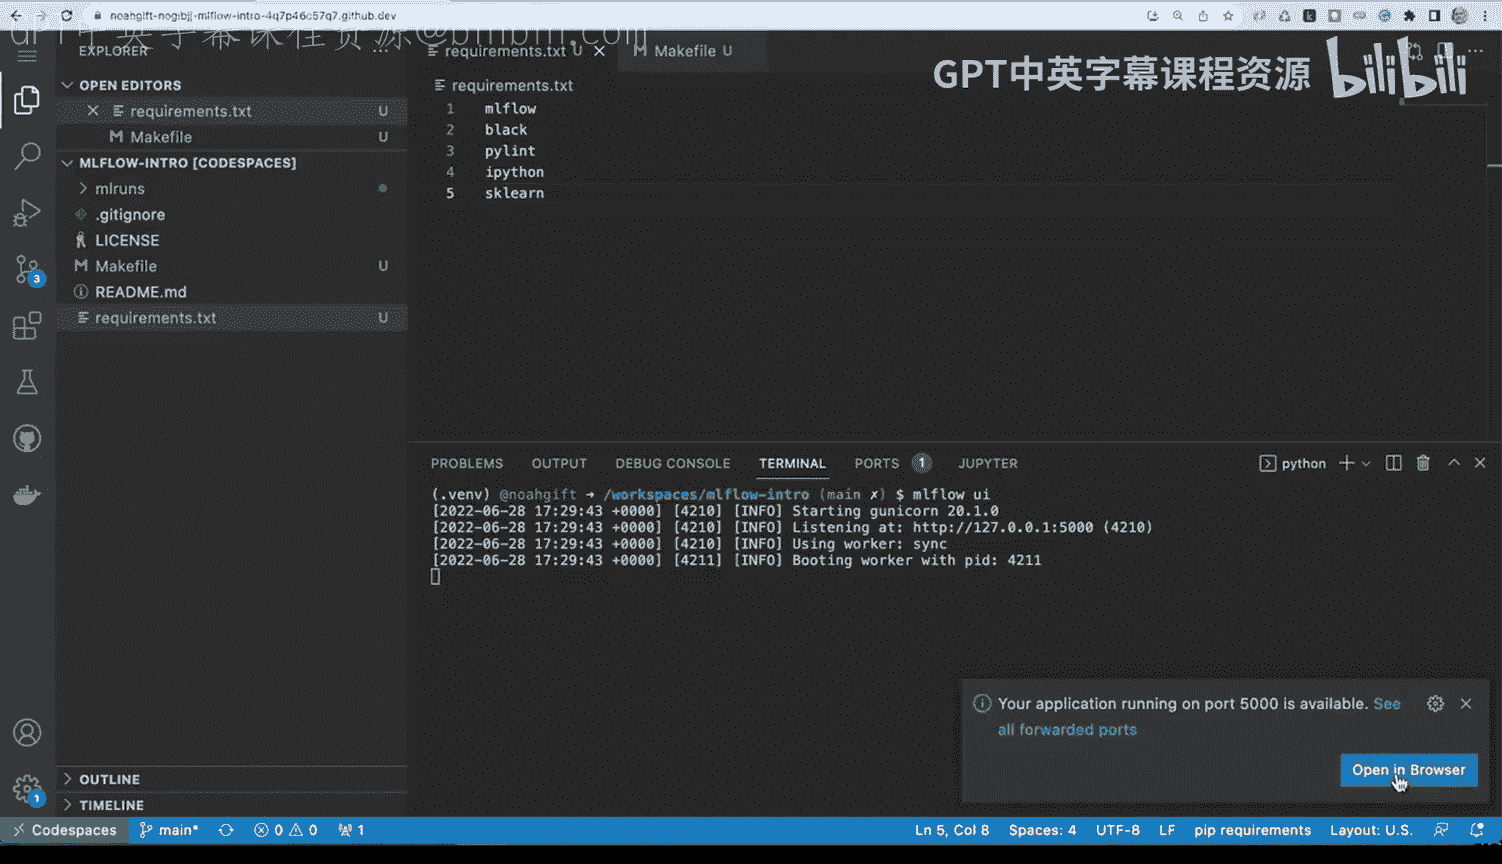 noahgift-nogibjj-mlflow-intro-4q7p46c57q7.github.dev
EXPLORER
requirements.txt U
Makefile U
GPT中英字幕课程资源 bilibili
OPEN EDITORS
requirements.txt U
Makefile U
MLFLOW-INTRO [CODESPACES]
mlruns
.gitignore
LICENSE
Makefile U
README.md
requirements.txt U
3
requirements.txt
1 mlflow
2 black
3 pylint
4 ipython
5 sklearn
PROBLEMS OUTPUT DEBUG CONSOLE TERMINAL PORTS 1 JUPYTER
python
(.venv) @noahgift → /workspaces/mlflow-intro (main ✗) $ mlflow ui
[2022-06-28 17:29:43 +0000] [4210] [INFO] Starting gunicorn 20.1.0
[2022-06-28 17:29:43 +0000] [4210] [INFO] Listening at: http://127.0.0.1:5000 (4210)
[2022-06-28 17:29:43 +0000] [4210] [INFO] Using worker: sync
[2022-06-28 17:29:43 +0000] [4211] [INFO] Booting worker with pid: 4211
Your application running on port 5000 is available. See
all forwarded ports
Open in Browser
OUTLINE
TIMELINE
1
Codespaces main* 0 0 1
Ln 5, Col 8 Spaces: 4 UTF-8 LF pip requirements Layout: U.S.